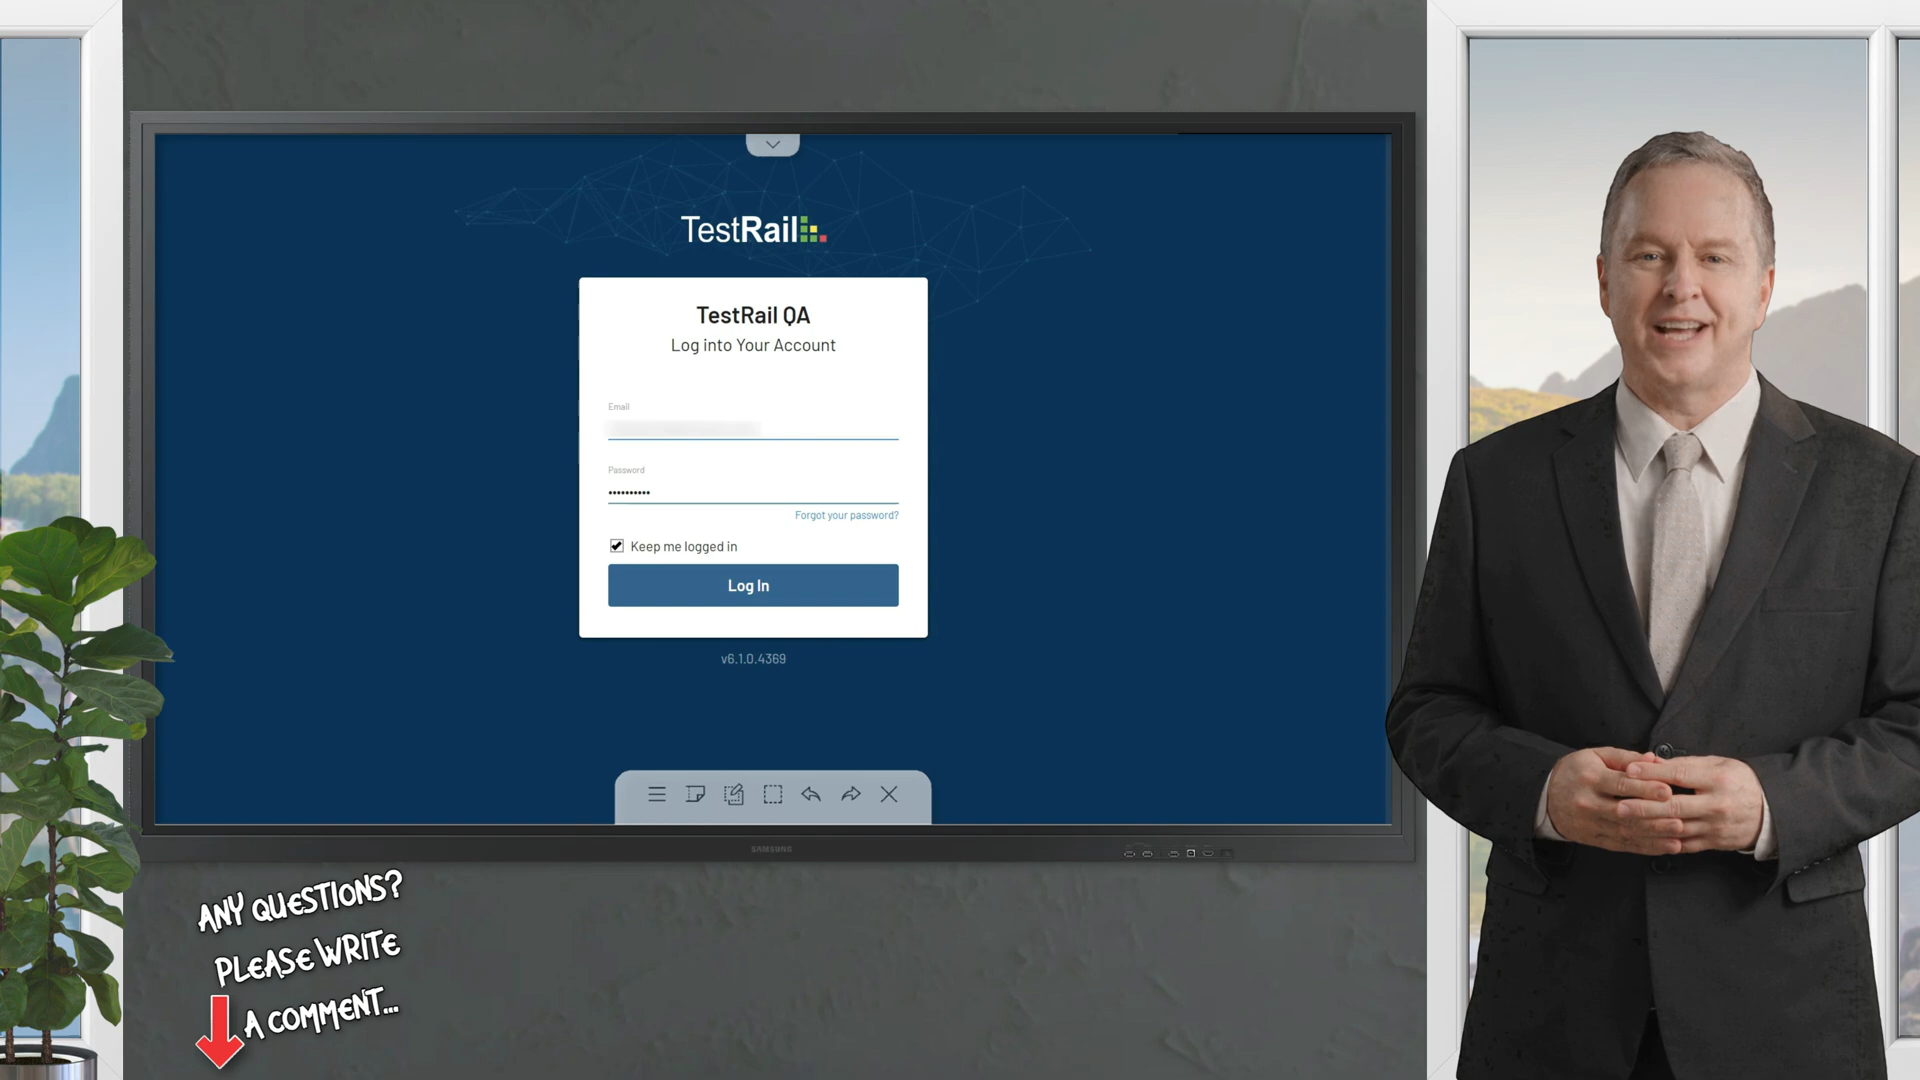 TestRail
TestRail QA
Log into Your Account
Email
Password
Forgot your password?
Keep me logged in
Log In
v6.1.0.4369
SAMSUNG
ANY QUESTIONS?
PLEASE WRITE
A COMMENT...